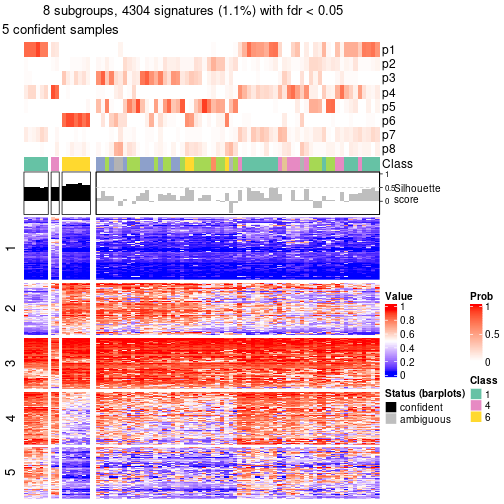 8 subgroups, 4304 signatures (1.1%) with fdr < 0.05
5 confident samples
p1
p2
p3
p4
p5
p6
p7
p8
Class
1
0.5
0
Silhouette
score
1
2
3
4
5
Value
1
0.8
0.6
0.4
0.2
0
Prob
1
0.5
0
Status (barplots)
confident
ambiguous
Class
1
4
6